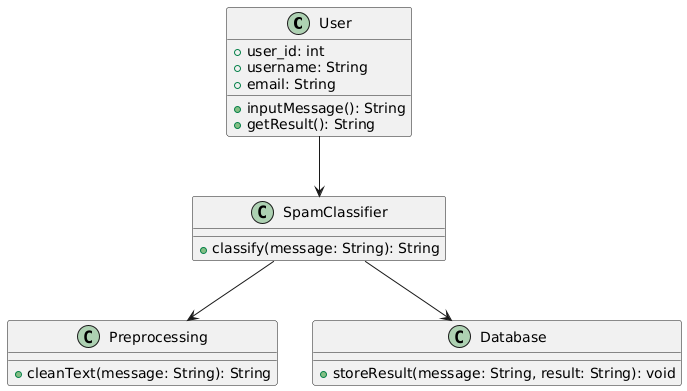 C User
user_id: int
username: String
email: String
inputMessage(): String
getResult(): String
C SpamClassifier
classify(message: String): String
C Preprocessing
cleanText(message: String): String
C Database
storeResult(message: String, result: String): void